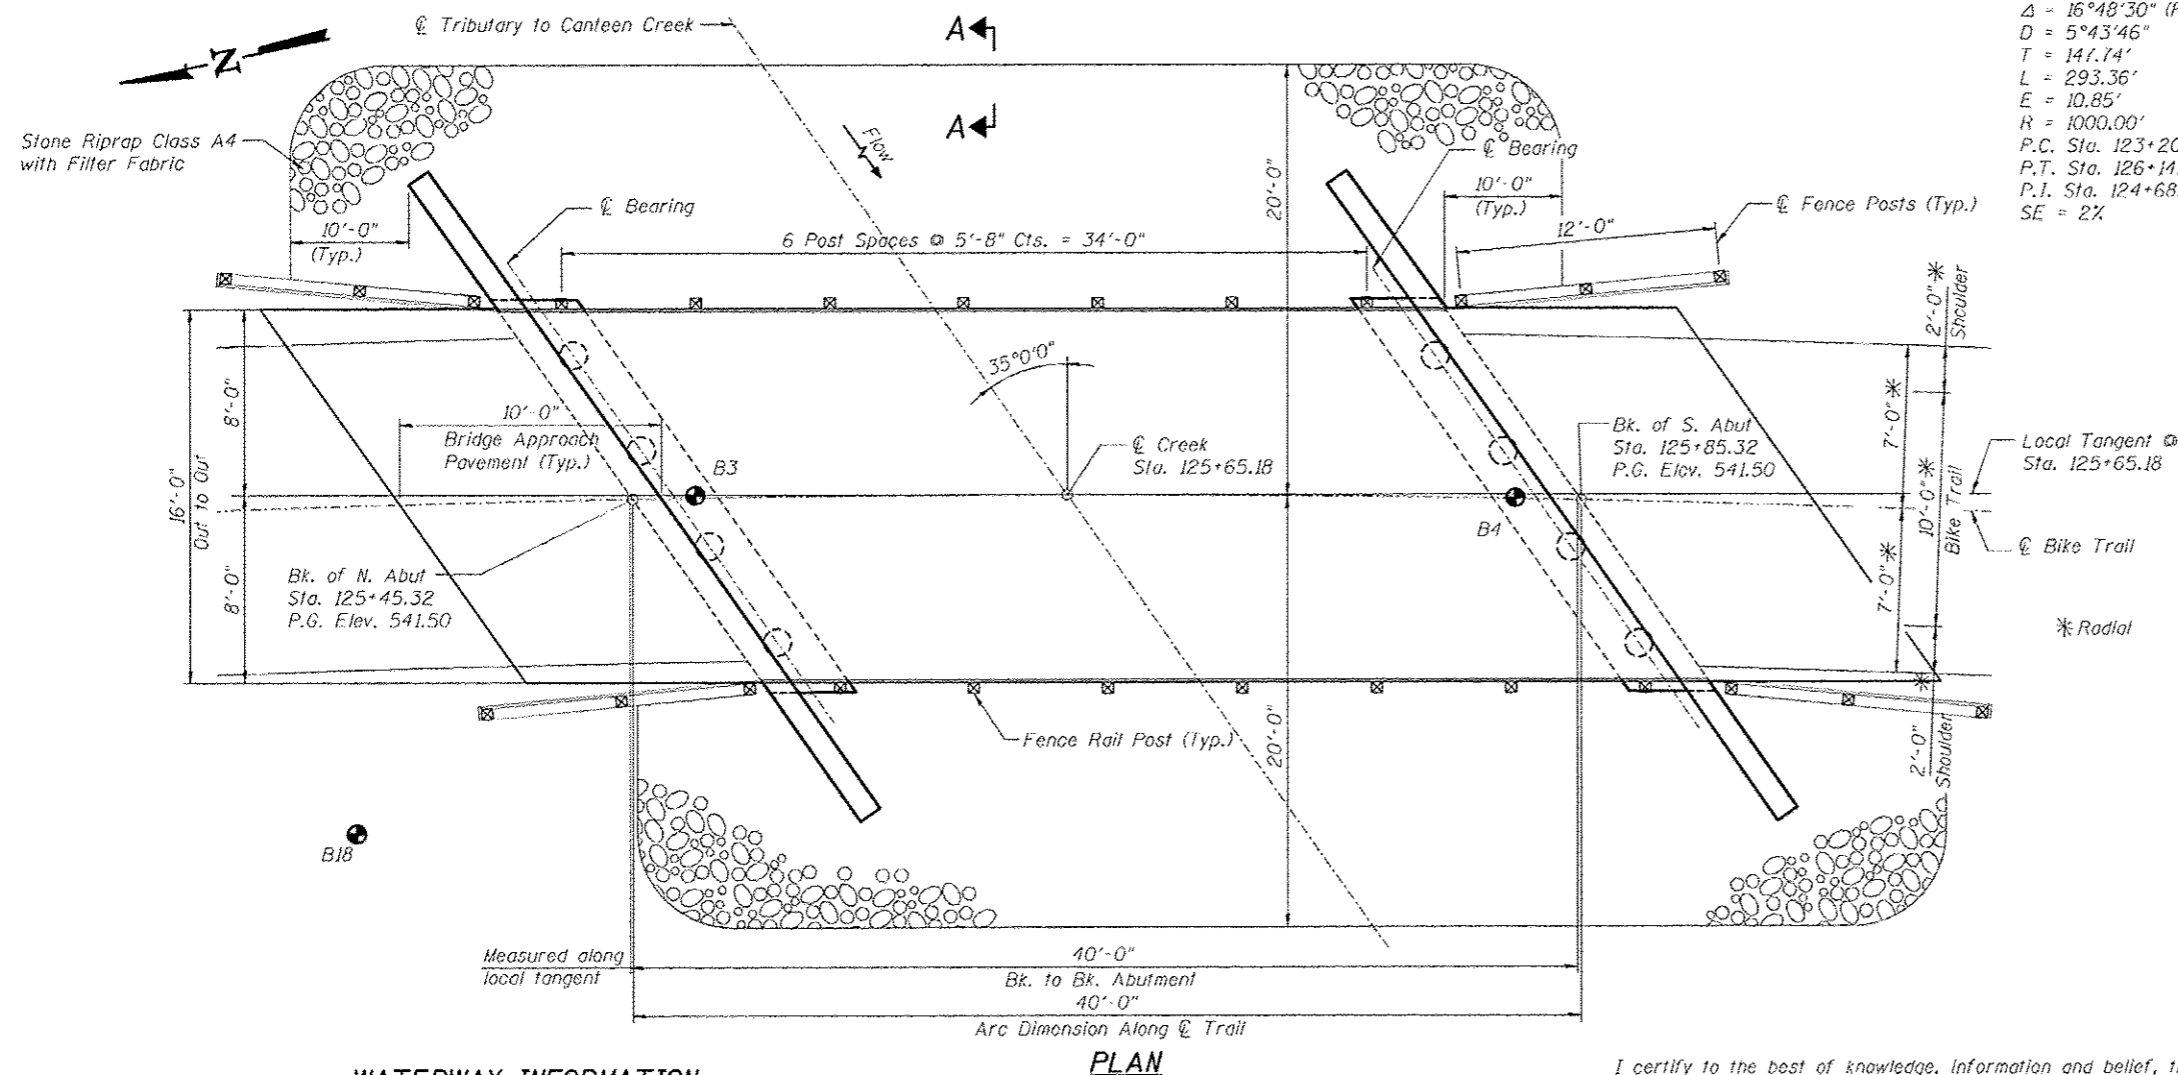 ℄ Tributary to Canteen Creek
A
A
N
Flow
Stone Riprap Class A4
with Filter Fabric
10'-0"
(Typ.)
℄ Bearing
6 Post Spaces @ 5'-8" Cts. = 34'-0"
20'-0"
℄ Bearing
10'-0"
(Typ.)
12'-0"
℄ Fence Posts (Typ.)
Δ = 16°48'30"
D = 5°43'46"
T = 147.74'
L = 293.36'
E = 10.85'
R = 1000.00'
P.C. Sta. 123+20
P.T. Sta. 126+14
P.I. Sta. 124+68
SE = 2%
2'-0"*
Shoulder
35°0'0"
8'-0"
16'-0"
Out to Out
8'-0"
10'-0"
Bridge Approach
Pavement (Typ.)
B3
℄ Creek
Sta. 125+65.18
Bk. of S. Abut
Sta. 125+85.32
P.G. Elev. 541.50
B4
7'-0"*
10'-0"*
Bike Trail
7'-0"*
Local Tangent @
Sta. 125+65.18
℄ Bike Trail
* Radial
Bk. of N. Abut
Sta. 125+45.32
P.G. Elev. 541.50
Fence Rail Post (Typ.)
20'-0"
*
2'-0"
Shoulder
B18
Measured along
local tangent
40'-0"
Bk. to Bk. Abutment
40'-0"
Arc Dimension Along ℄ Trail
PLAN
WATERWAY INFORMATION
I certify to the best of knowledge, information and belief,